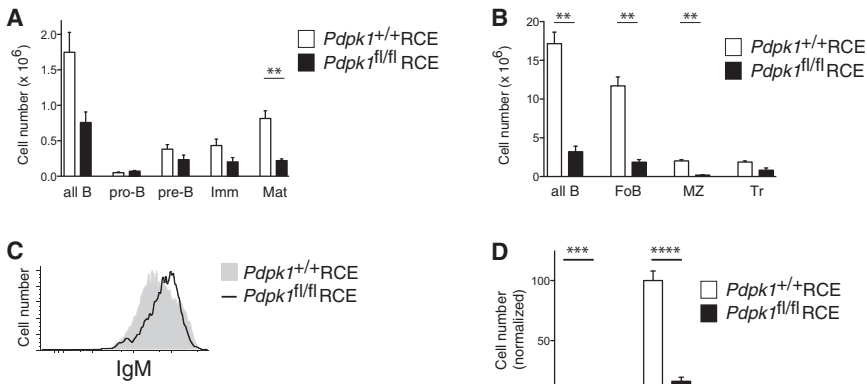 A
Cell number (x 10⁶)
2.0
1.5
1.0
0.5
0.0
**
all B pro-B pre-B Imm Mat
Pdpk1+/+RCE
Pdpk1fl/fl RCE
B
Cell number (x 10⁶)
20
15
10
5
0
** ** **
all B FoB MZ Tr
Pdpk1+/+RCE
Pdpk1fl/fl RCE
C
Cell number
IgM
Pdpk1+/+RCE
Pdpk1fl/fl RCE
D
Cell number
(normalized)
100
50
*** ****
Pdpk1+/+RCE
Pdpk1fl/fl RCE